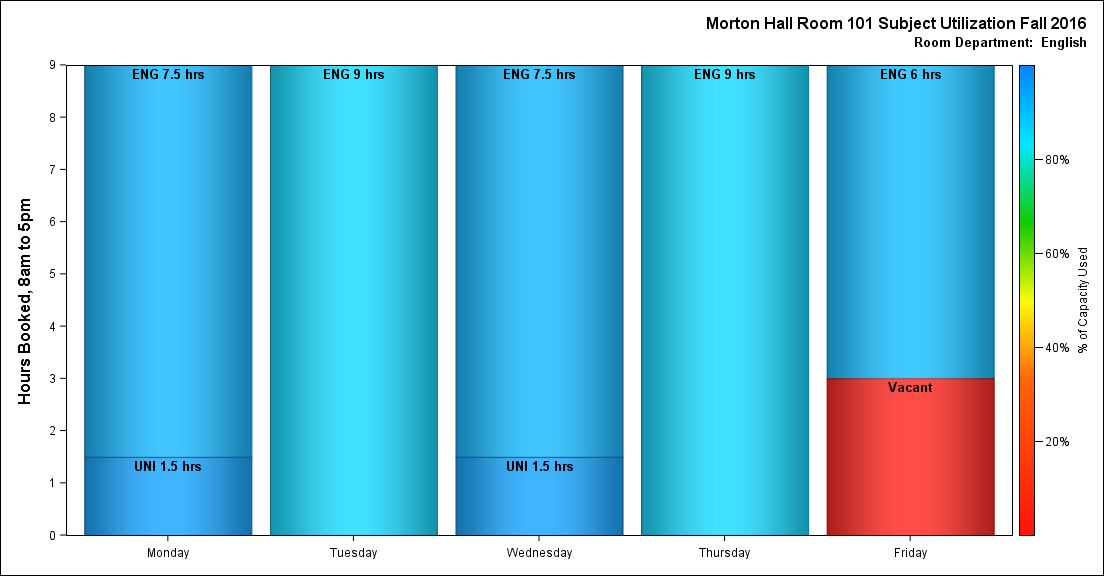 Morton Hall Room 101 Subject Utilization Fall 2016
Room Department:  English
Hours Booked, 8am to 5pm
9
8
7
6
5
4
3
2
1
0
ENG 7.5 hrs
UNI 1.5 hrs
ENG 9 hrs
ENG 7.5 hrs
UNI 1.5 hrs
ENG 9 hrs
ENG 6 hrs
Vacant
Monday
Tuesday
Wednesday
Thursday
Friday
80%
60%
40%
20%
% of Capacity Used